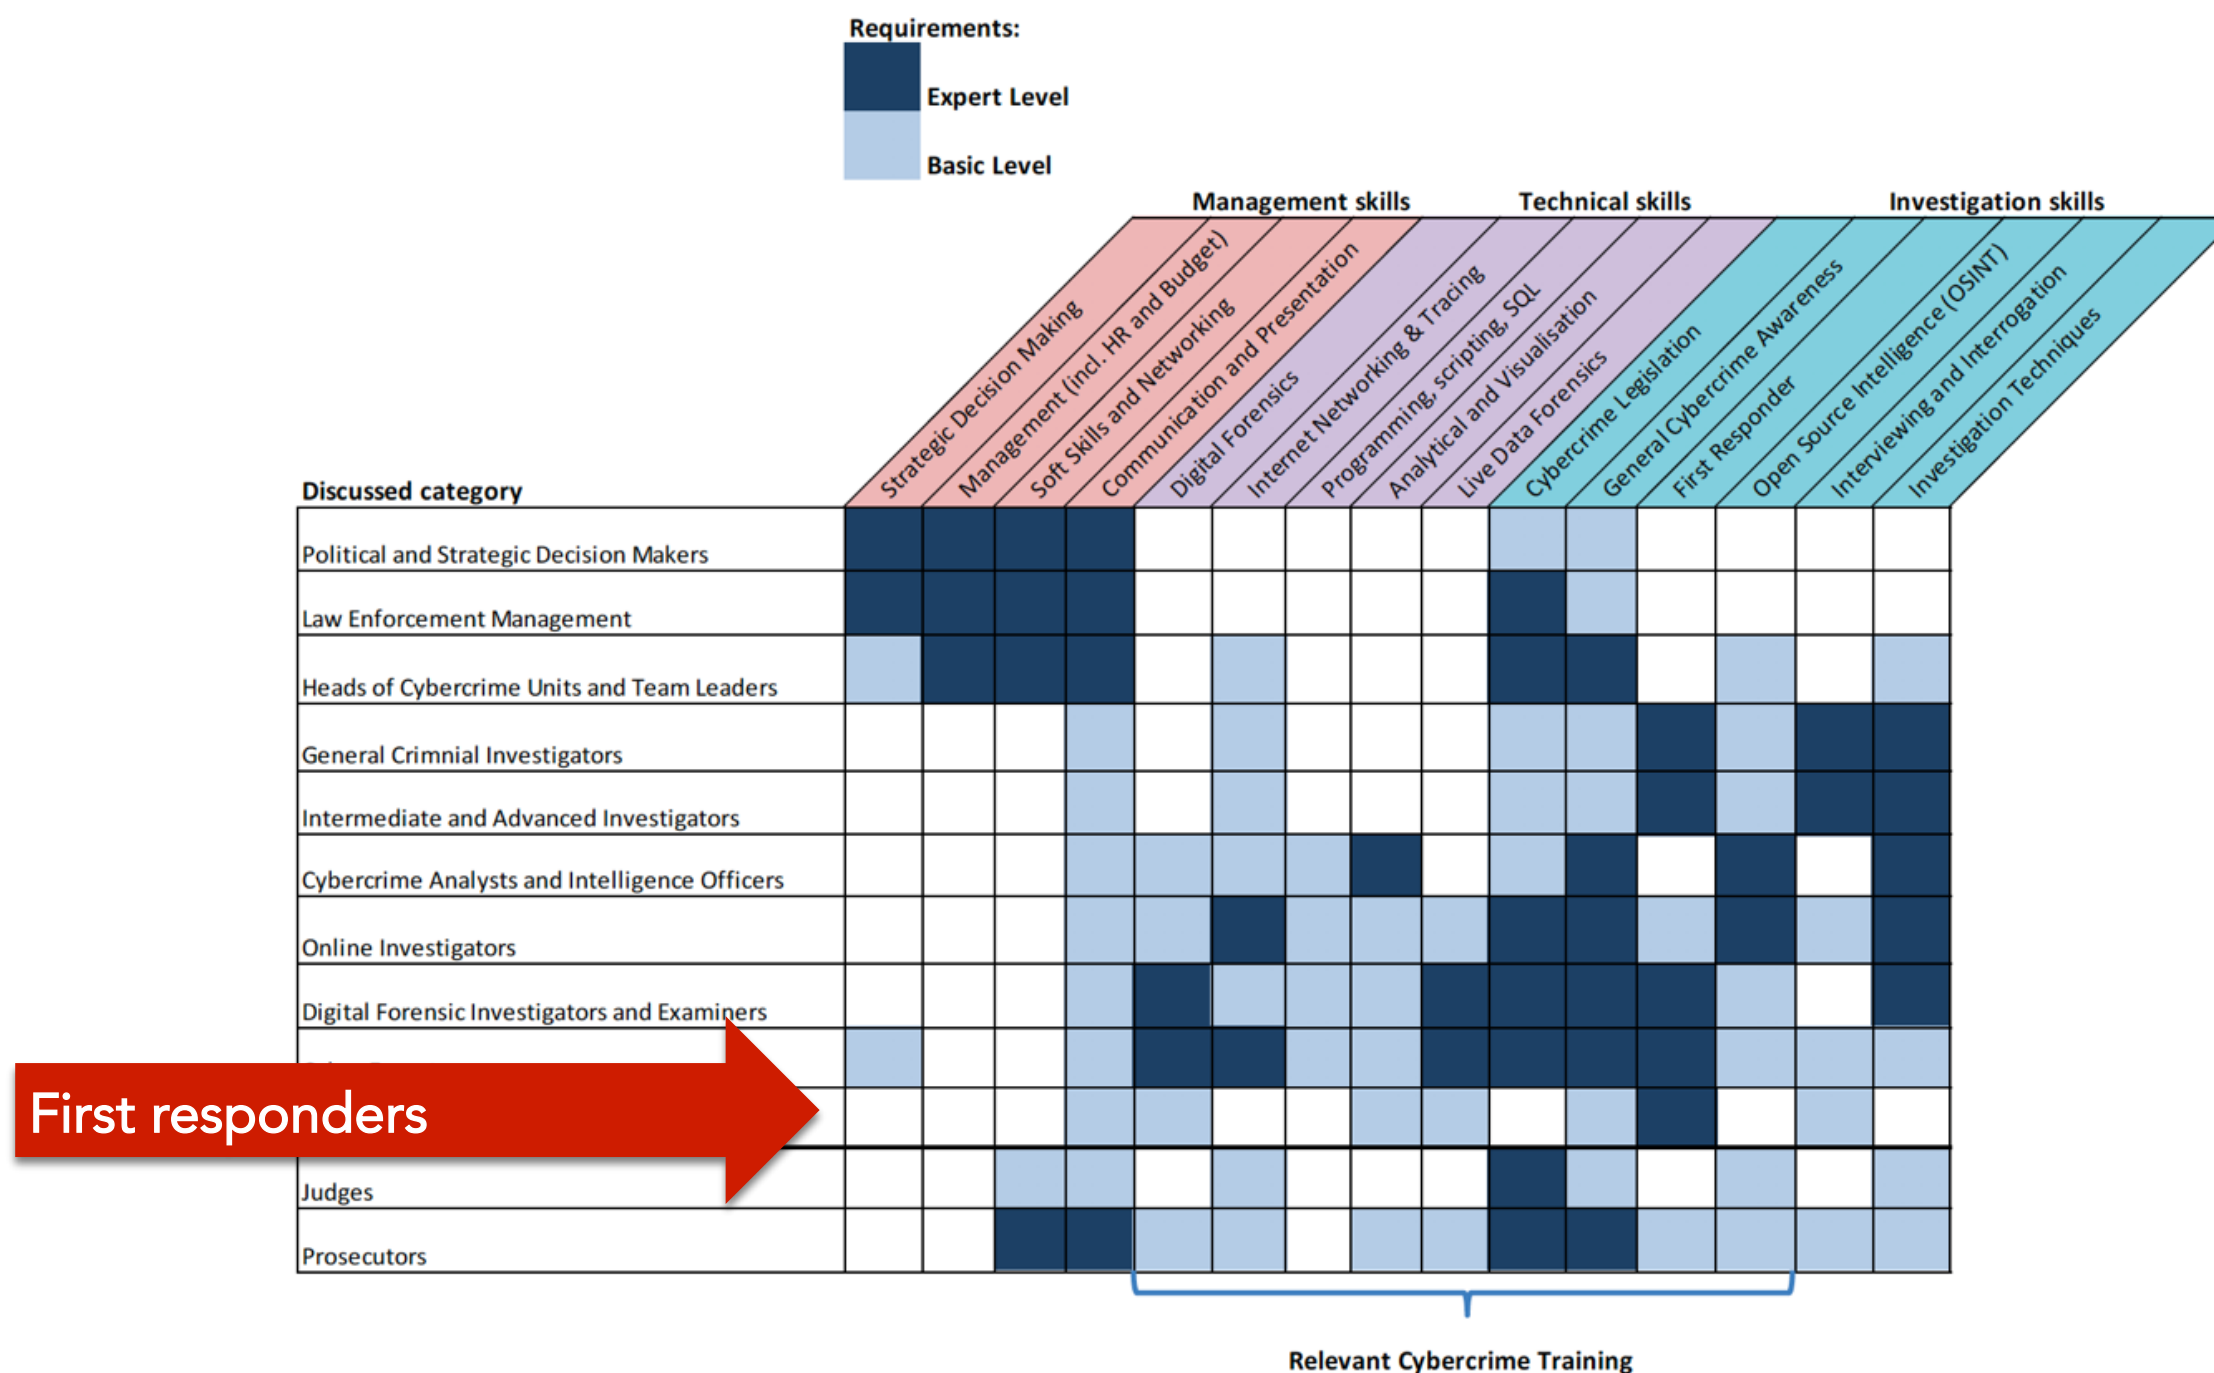 Requirements:
Expert Level
Basic Level
Management skills
Technical skills
Investigation skills
Strategic Decision Making
Management (incl. HR and Budget)
Soft Skills and Networking
Communication and Presentation
Digital Forensics
Internet Networking & Tracing
Programming, scripting, SQL
Analytical and Visualisation
Live Data Forensics
Cybercrime Legislation
General Cybercrime Awareness
First Responder
Open Source Intelligence (OSINT)
Interviewing and Interrogation
Investigation Techniques
Discussed category
Political and Strategic Decision Makers
Law Enforcement Management
Heads of Cybercrime Units and Team Leaders
General Crimnial Investigators
Intermediate and Advanced Investigators
Cybercrime Analysts and Intelligence Officers
Online Investigators
Digital Forensic Investigators and Examiners
First responders
Judges
Prosecutors
Relevant Cybercrime Training